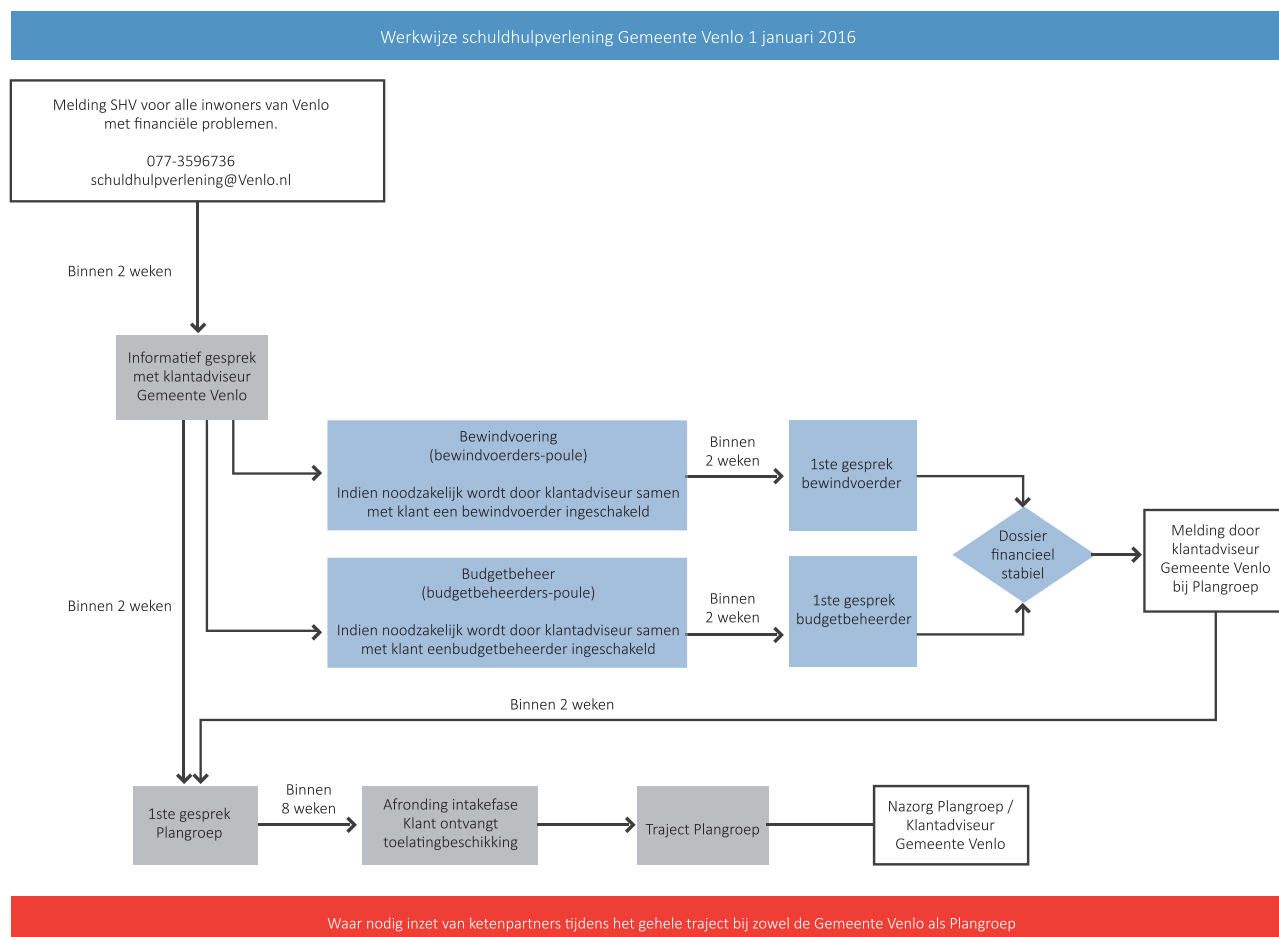 Werkwijze schuldhulpverlening Gemeente Venlo 1 januari 2016
Melding SHV voor alle inwoners van Venlo
met financiële problemen.
077-3596736
schuldhulpverlening@Venlo.nl
Binnen 2 weken
Informatief gesprek
met klantadviseur
Gemeente Venlo
Bewindvoering
(bewindvoerders-poule)
Indien noodzakelijk wordt door klantadviseur samen
met klant een bewindvoerder ingeschakeld
Binnen
2 weken
1ste gesprek
bewindvoerder
Dossier
financieel
stabiel
Melding door
klantadviseur
Gemeente Venlo
bij Plangroep
Binnen 2 weken
Budgetbeheer
(budgetbeheerders-poule)
Indien noodzakelijk wordt door klantadviseur samen
met klant eenbudgetbeheerder ingeschakeld
Binnen
2 weken
1ste gesprek
budgetbeheerder
Binnen 2 weken
1ste gesprek
Plangroep
Binnen
8 weken
Afronding intakefase
Klant ontvangt
toelatingbeschikking
Traject Plangroep
Nazorg Plangroep /
Klantadviseur
Gemeente Venlo
Waar nodig inzet van ketenpartners tijdens het gehele traject bij zowel de Gemeente Venlo als Plangroep